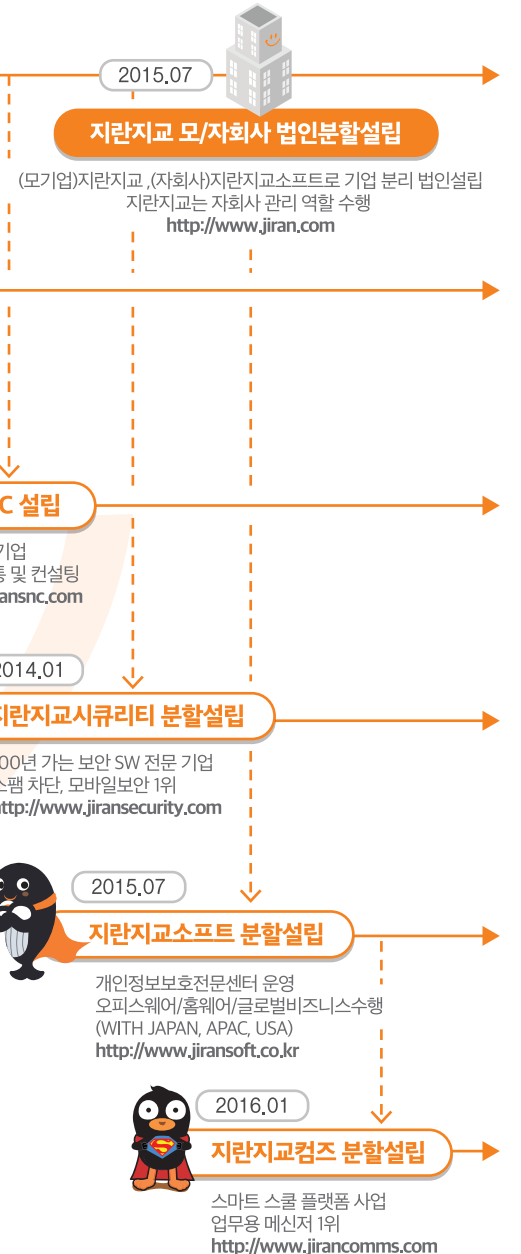 2015.07
지란지교 모/자회사 법인분할설립
(모기업)지란지교 ,(자회사)지란지교소프트로 기업 분리 법인설립
지란지교는 자회사 관리 역할 수행
http://www.jiran.com
C 설립
기업
통 및 컨설팅
ansnc.com
2014.01
지란지교시큐리티 분할설립
00년 가는 보안 SW 전문 기업
스팸 차단, 모바일보안 1위
http://www.jiransecurity.com
2015.07
지란지교소프트 분할설립
개인정보보호전문센터 운영
오피스웨어/홈웨어/글로벌비즈니스수행
(WITH JAPAN, APAC, USA)
http://www.jiransoft.co.kr
2016.01
지란지교컴즈 분할설립
스마트 스쿨 플랫폼 사업
업무용 메신저 1위
http://www.jirancomms.com